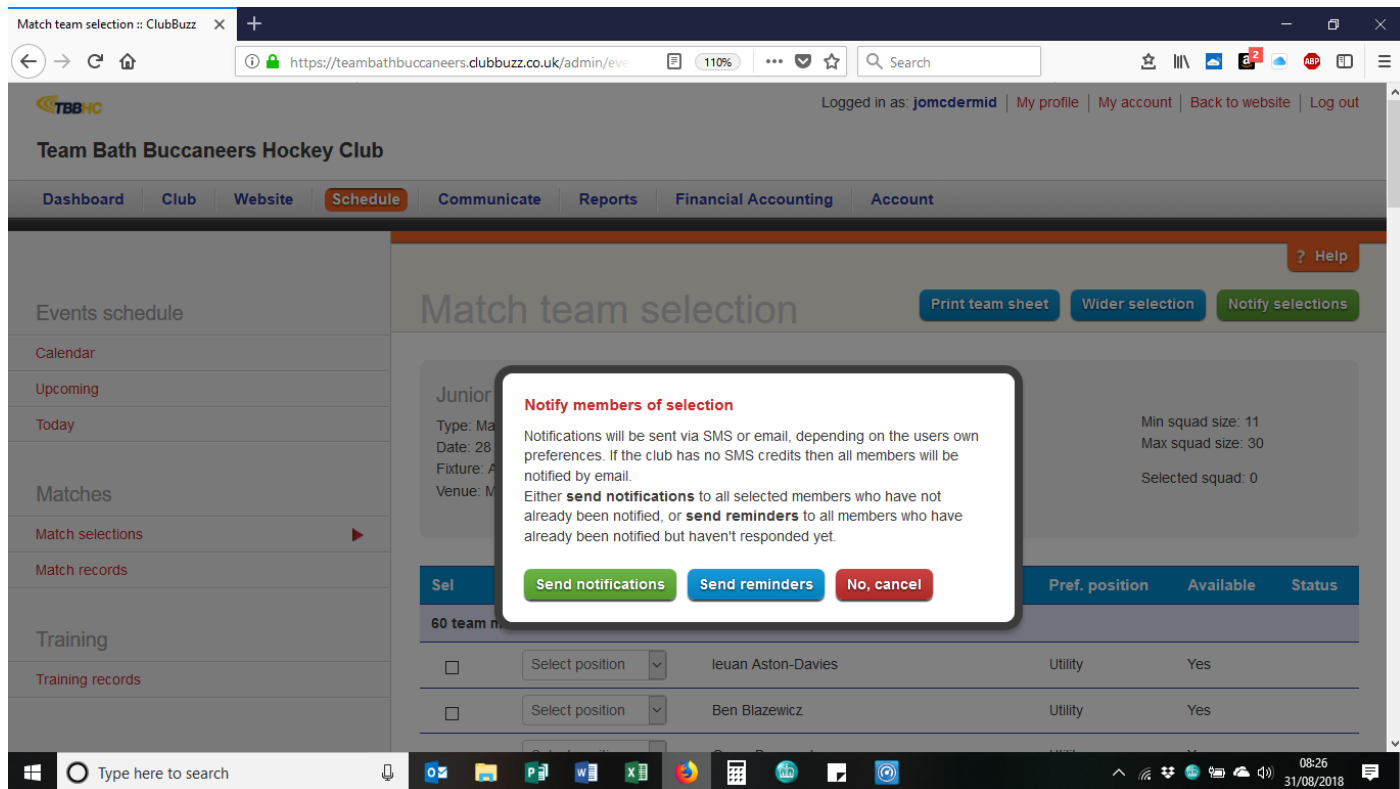 Match team selection :: ClubBuzz
https://teambathbuccaneers.clubbuzz.co.uk/admin/eve
110%
Search
2
ABP
TBBHC
Logged in as: jomcdermid | My profile | My account | Back to website | Log out
Team Bath Buccaneers Hockey Club
Dashboard Club Website Schedule Communicate Reports Financial Accounting Account
? Help
Events schedule
Match team selection
Print team sheet Wider selection Notify selections
Calendar
Upcoming
Today
Matches
Match selections
Match records
Training
Training records
Junior
Type: Ma
Date: 28
Fixture: A
Venue: M
Min squad size: 11
Max squad size: 30
Selected squad: 0
Notify members of selection
Notifications will be sent via SMS or email, depending on the users own
preferences. If the club has no SMS credits then all members will be
notified by email.
Either send notifications to all selected members who have not
already been notified, or send reminders to all members who have
already been notified but haven't responded yet.
Send notifications Send reminders No, cancel
Sel Pref. position Available Status
60 team m
Select position Ieuan Aston-Davies Utility Yes
Select position Ben Blazewicz Utility Yes
Type here to search
08:26
31/08/2018